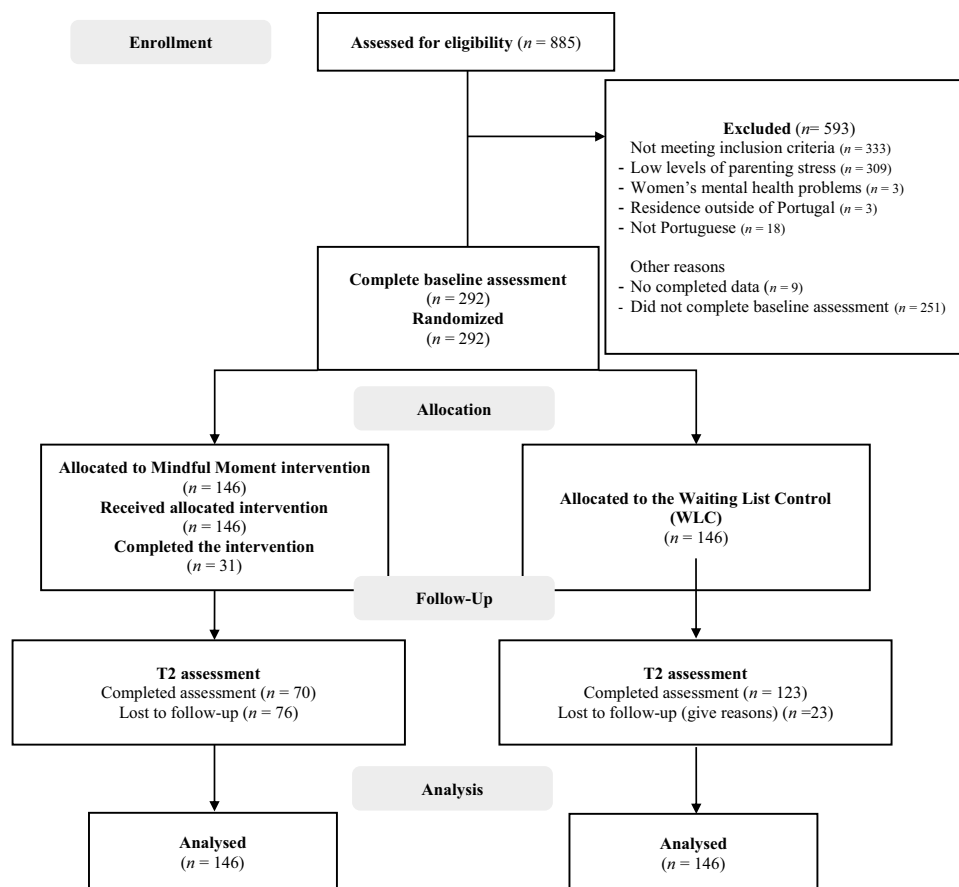 Enrollment
Assessed for eligibility (n = 885)
Excluded (n= 593)
Not meeting inclusion criteria (n = 333)
- Low levels of parenting stress (n = 309)
- Women’s mental health problems (n = 3)
- Residence outside of Portugal (n = 3)
- Not Portuguese (n = 18)
Other reasons
- No completed data (n = 9)
- Did not complete baseline assessment (n = 251)
Complete baseline assessment
(n = 292)
Randomized
(n = 292)
Allocation
Allocated to Mindful Moment intervention
(n = 146)
Received allocated intervention
(n = 146)
Completed the intervention
(n = 31)
Allocated to the Waiting List Control
(WLC)
(n = 146)
Follow-Up
T2 assessment
Completed assessment (n = 70)
Lost to follow-up (n = 76)
T2 assessment
Completed assessment (n = 123)
Lost to follow-up (give reasons) (n =23)
Analysis
Analysed
(n = 146)
Analysed
(n = 146)